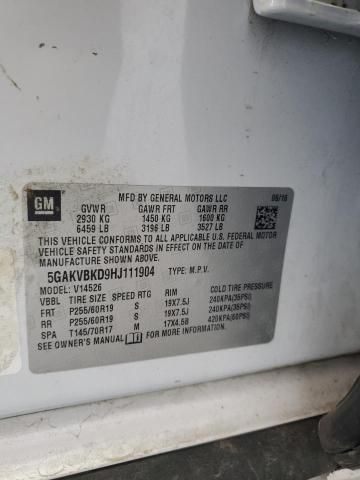 GM
MFD BY GENERAL MOTORS LLC 08/16
GVWR GAWR FRT GAWR RR
2930 KG 1450 KG 1600 KG
6459 LB 3196 LB 3527 LB
THIS VEHICLE CONFORMS TO ALL APPLICABLE U.S. FEDERAL MOTOR
VEHICLE SAFETY STANDARDS IN EFFECT ON THE DATE OF
MANUFACTURE SHOWN ABOVE.
5GAKVBKD9HJ111904 TYPE: M.P.V.
MODEL: V14526
VBBL TIRE SIZE SPD RTG RIM COLD TIRE PRESSURE
FRT P255/60R19 S 19X7.5J 240KPA(35PSI)
RR P255/60R19 S 19X7.5J 240KPA(35PSI)
SPA T145/70R17 M 17X4.5B 420KPA(60PSI)
SEE OWNER'S MANUAL